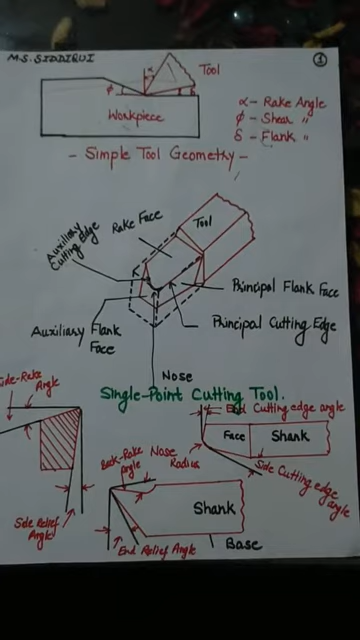 M.S. SIDDIQUI
1
α
Tool
ϕ
δ
Workpiece
α - Rake Angle
ϕ - Shear "
δ - Flank "
- Simple Tool Geometry -
Auxiliary
Cutting edge
Rake Face
Tool
Principal Flank Face
Auxiliary Flank
Face
Principal Cutting Edge
Nose
Single-Point Cutting Tool.
Side-Rake
Angle
End Cutting edge angle
Face
Shank
Nose
Radius
Side Cutting edge
angle
Back-Rake
Angle
Shank
Side Relief
Angle
End Relief Angle
Base